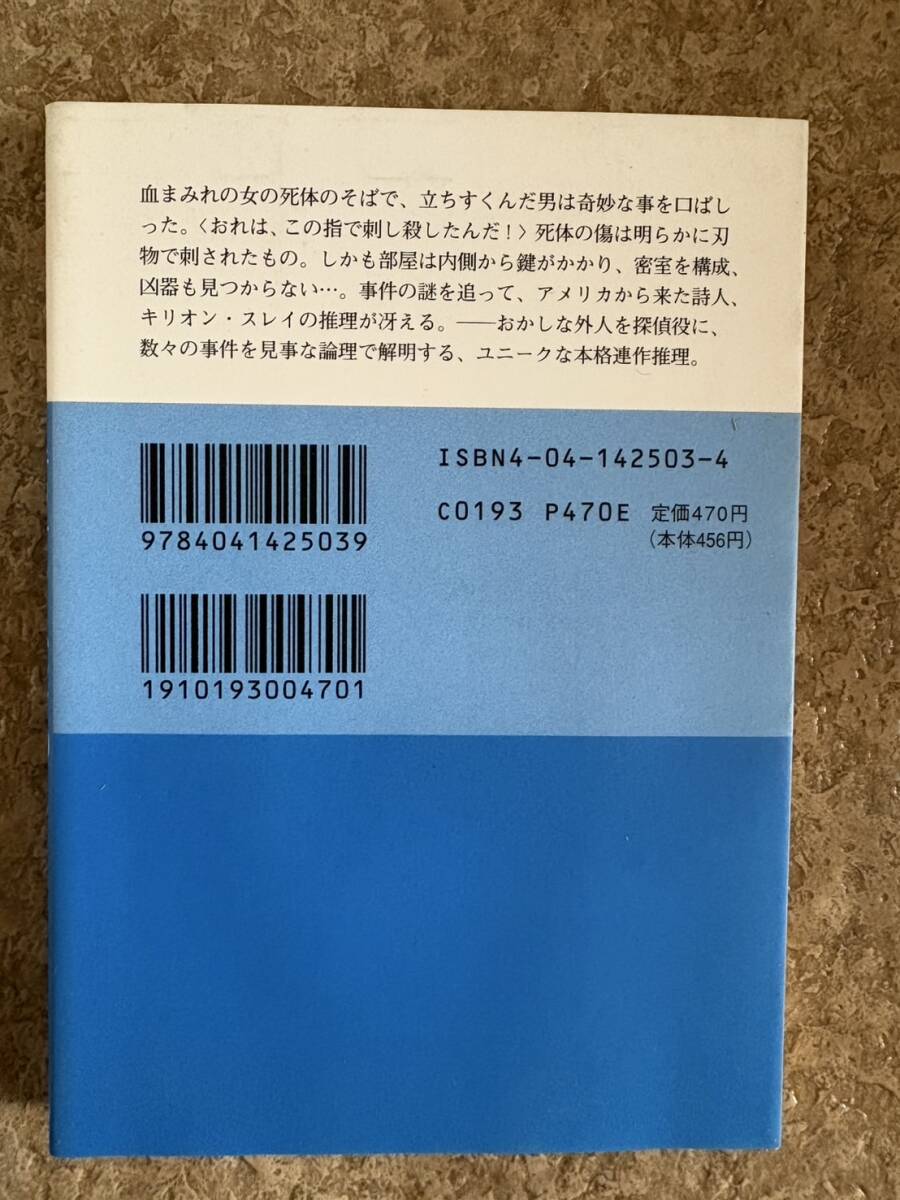 血まみれの女の死体のそばで、立ちすくんだ男は奇妙な事を口ばし
った。〈おれは、この指で刺し殺したんだ！〉死体の傷は明らかに刃
物で刺されたもの。しかも部屋は内側から鍵がかかり、密室を構成、
凶器も見つからない…。事件の謎を追って、アメリカから来た詩人、
キリオン・スレイの推理が冴える。──おかしな外人を探偵役に、
数々の事件を見事な論理で解明する、ユニークな本格連作推理。
ISBN4-04-142503-4
C0193 P470E 定価470円
（本体456円）
9784041425039
1910193004701